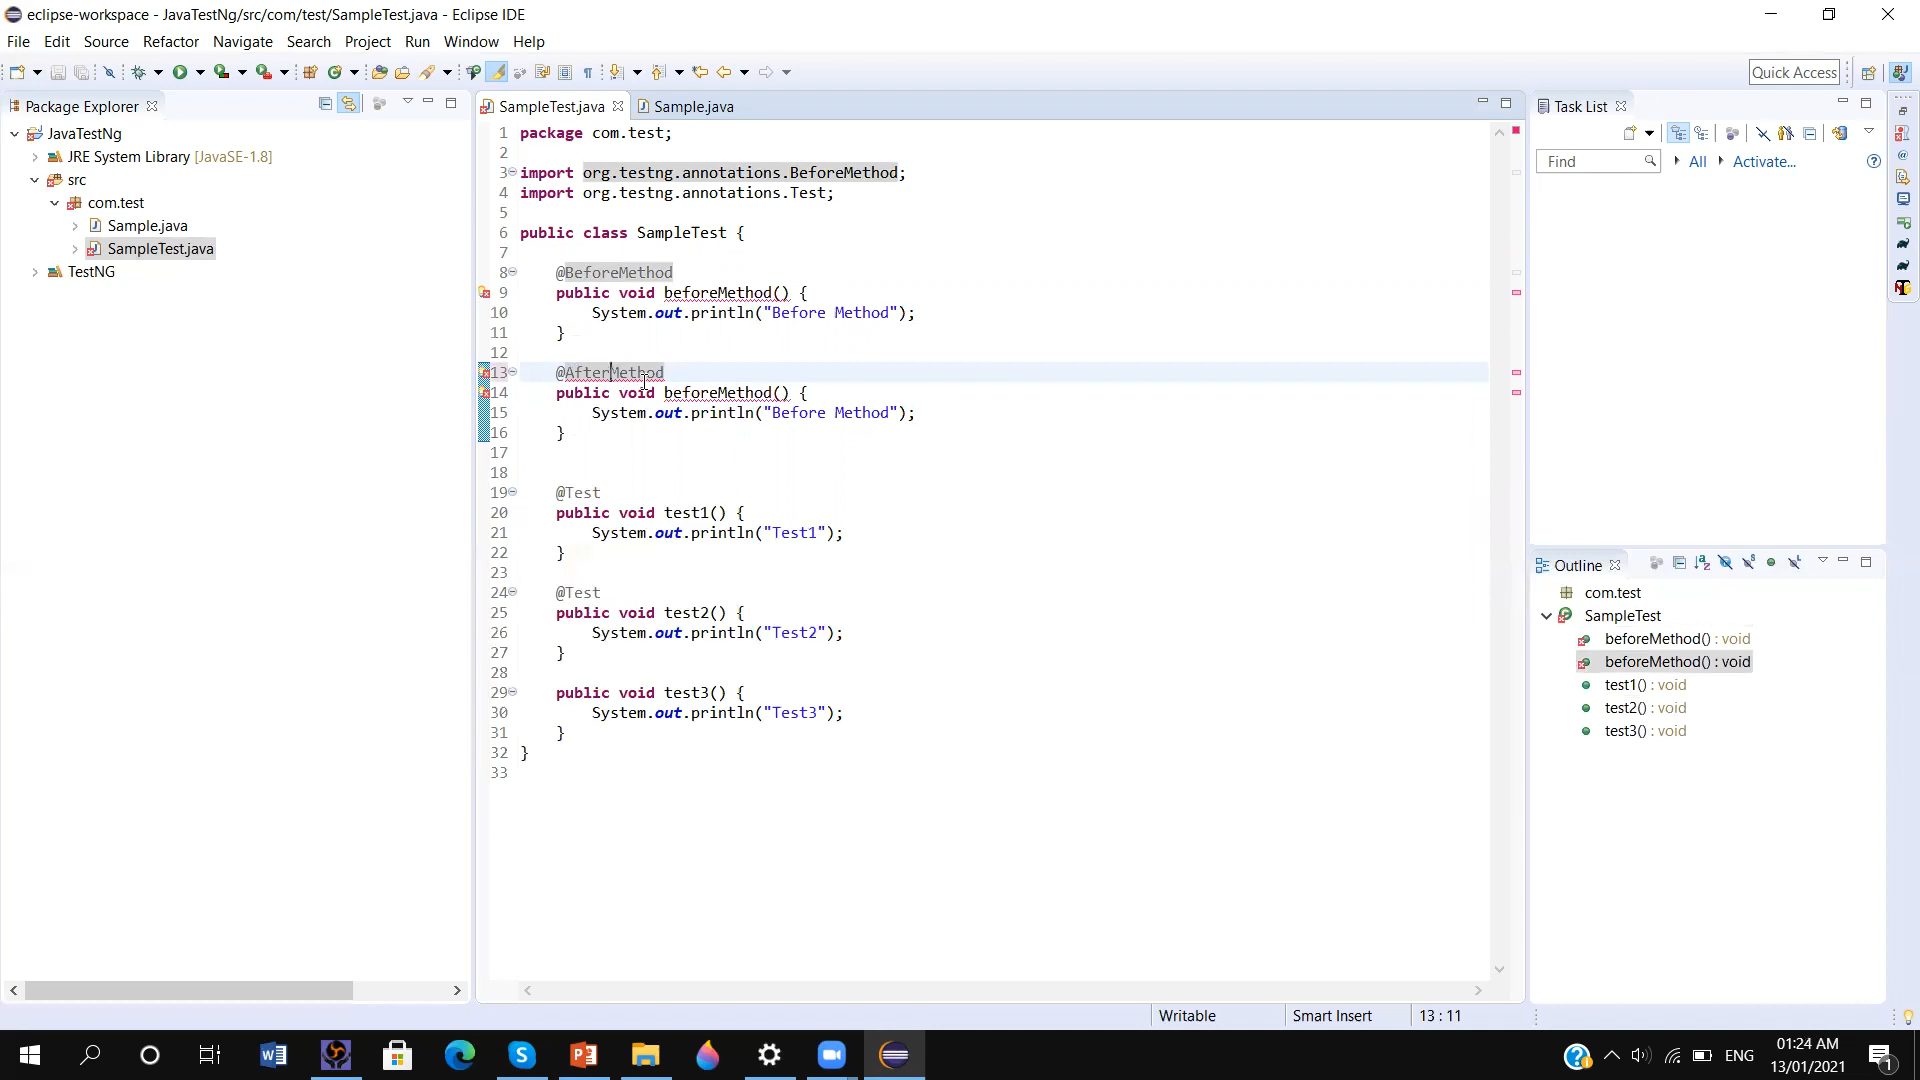 eclipse-workspace - JavaTestNg/src/com/test/SampleTest.java - Eclipse IDE
File Edit Source Refactor Navigate Search Project Run Window Help
Quick Access
Package Explorer
JavaTestNg
JRE System Library [JavaSE-1.8]
src
com.test
Sample.java
SampleTest.java
TestNG
SampleTest.java Sample.java
1 package com.test;
2
3 import org.testng.annotations.BeforeMethod;
4 import org.testng.annotations.Test;
5
6 public class SampleTest {
7
8 @BeforeMethod
9 public void beforeMethod() {
10 System.out.println("Before Method");
11 }
12
13 @AfterMethod
14 public void beforeMethod() {
15 System.out.println("Before Method");
16 }
17
18
19 @Test
20 public void test1() {
21 System.out.println("Test1");
22 }
23
24 @Test
25 public void test2() {
26 System.out.println("Test2");
27 }
28
29 public void test3() {
30 System.out.println("Test3");
31 }
32 }
33
Task List
Find All Activate...
Outline
com.test
SampleTest
beforeMethod() : void
beforeMethod() : void
test1() : void
test2() : void
test3() : void
Writable Smart Insert 13 : 11
ENG
01:24 AM
13/01/2021
1